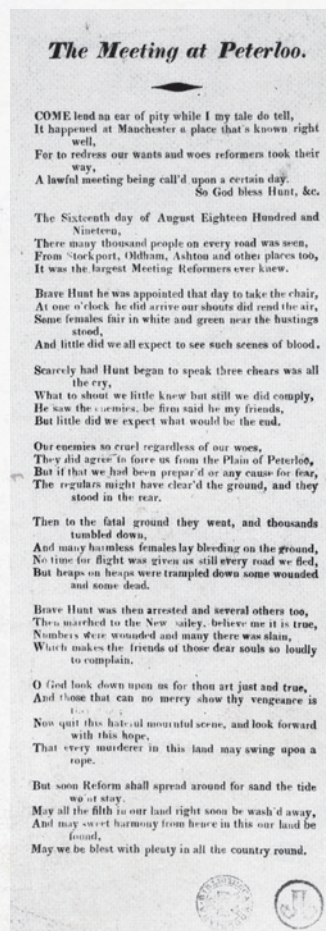 The Meeting at Peterloo.
COME lend an ear of pity while I my tale do tell,
It happened at Manchester a place that's known right
well,
For to redress our wants and woes reformers took their
way,
A lawful meeting being call'd upon a certain day.
So God bless Hunt, &c.
The Sixteenth day of August Eighteen Hundred and
Nineteen,
There many thousand people on every road was seen,
From Stockport, Oldham, Ashton and other places too,
It was the largest Meeting Reformers ever knew.
Brave Hunt he was appointed that day to take the chair,
At one o'clock he did arrive our shouts did rend the air,
Some females fair in white and green near the hustings
stood,
And little did we all expect to see such scenes of blood.
Scarcely had Hunt began to speak three chears was all
the cry,
What to shout we little knew but still we did comply,
He saw the enemies, be firm said he my friends,
But little did we expect what would be the end.
Our enemies so cruel regardless of our woes,
They did agree to force us from the Plain of Peterloo,
But if that we had been prepar'd or any cause for fear,
The regulars might have clear'd the ground, and they
stood in the rear.
Then to the fatal ground they went, and thousands
tumbled down,
And many harmless females lay bleeding on the ground,
No time for flight was given us still every road we fled,
But heaps on heaps were trampled down some wounded
and some dead.
Brave Hunt was then arrested and several others too,
Then marched to the New Bailey, believe me it is true,
Numbers were wounded and many there was slain,
Which makes the friends of those dear souls so loudly
to complain.
O God look down upon us for thou art just and true,
And those that can no mercy show thy vengeance is
Now quit this hateful mournful scene, and look forward
with this hope,
That every murderer in this land may swing upon a
rope.
But soon Reform shall spread around for sand the tide
wo'nt stay,
May all the filth in our land right soon be wash'd away,
And may sweet harmony from hence in this our land be
found,
May we be blest with plenty in all the country round.